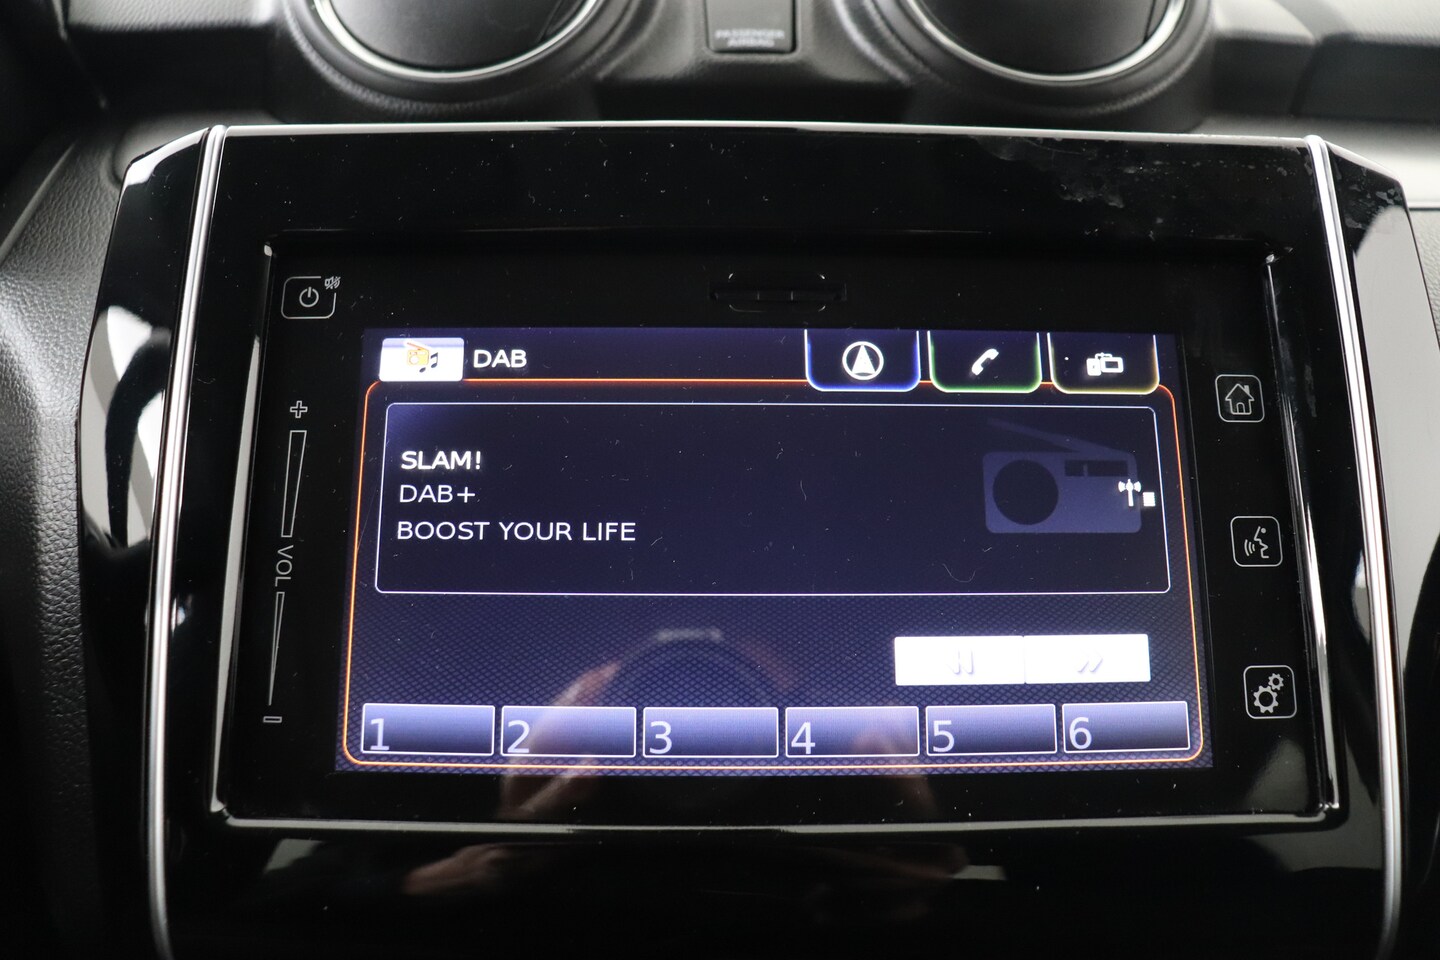 PASSENGER
AIRBAG
DAB
SLAM!
DAB+
BOOST YOUR LIFE
+
VOL
-
1 2 3 4 5 6